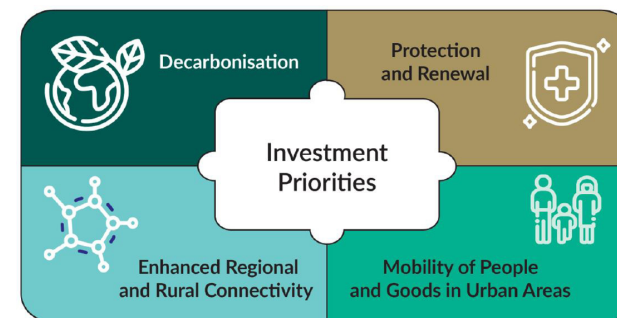 Decarbonisation
Protection
and Renewal
Investment
Priorities
Enhanced Regional
and Rural Connectivity
Mobility of People
and Goods in Urban Areas